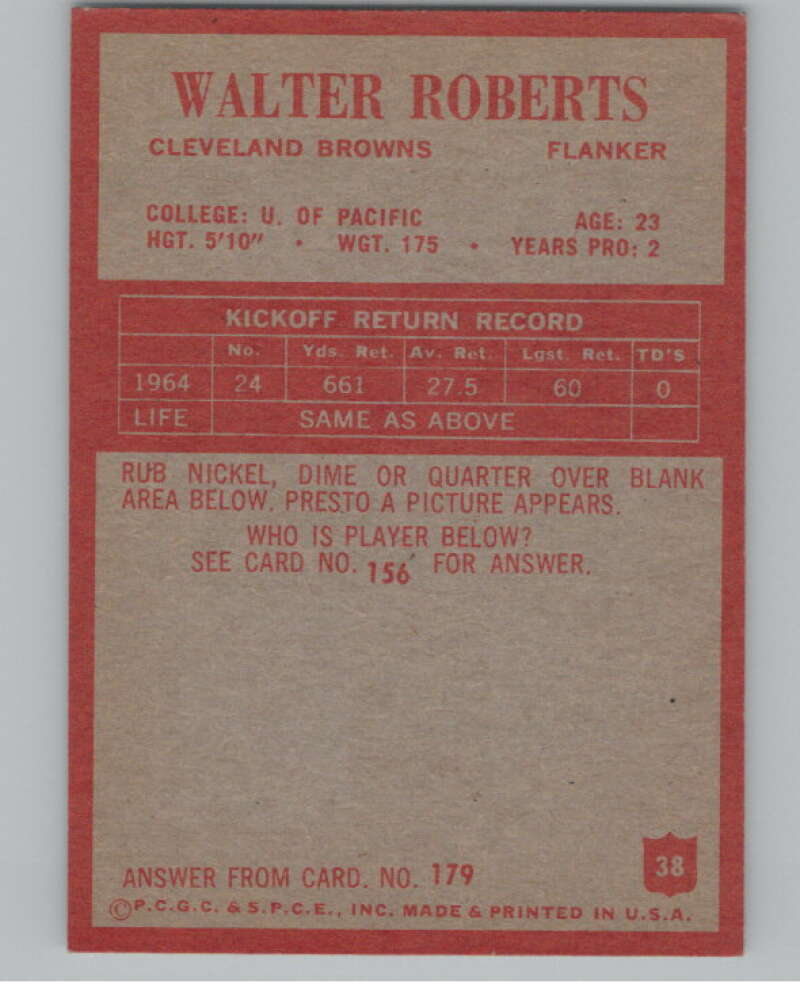 WALTER ROBERTS
CLEVELAND BROWNS FLANKER
COLLEGE: U. OF PACIFIC AGE: 23
HGT. 5'10" • WGT. 175 • YEARS PRO: 2
KICKOFF RETURN RECORD
No. Yds. Ret. Av. Ret. Lgst. Ret. TD'S
1964 24 661 27.5 60 0
LIFE SAME AS ABOVE
RUB NICKEL, DIME OR QUARTER OVER BLANK
AREA BELOW. PRESTO A PICTURE APPEARS.
WHO IS PLAYER BELOW?
SEE CARD NO. 156 FOR ANSWER.
38
ANSWER FROM CARD. NO. 179
©P.C.G.C. & S.P.C.E., INC. MADE & PRINTED IN U.S.A.